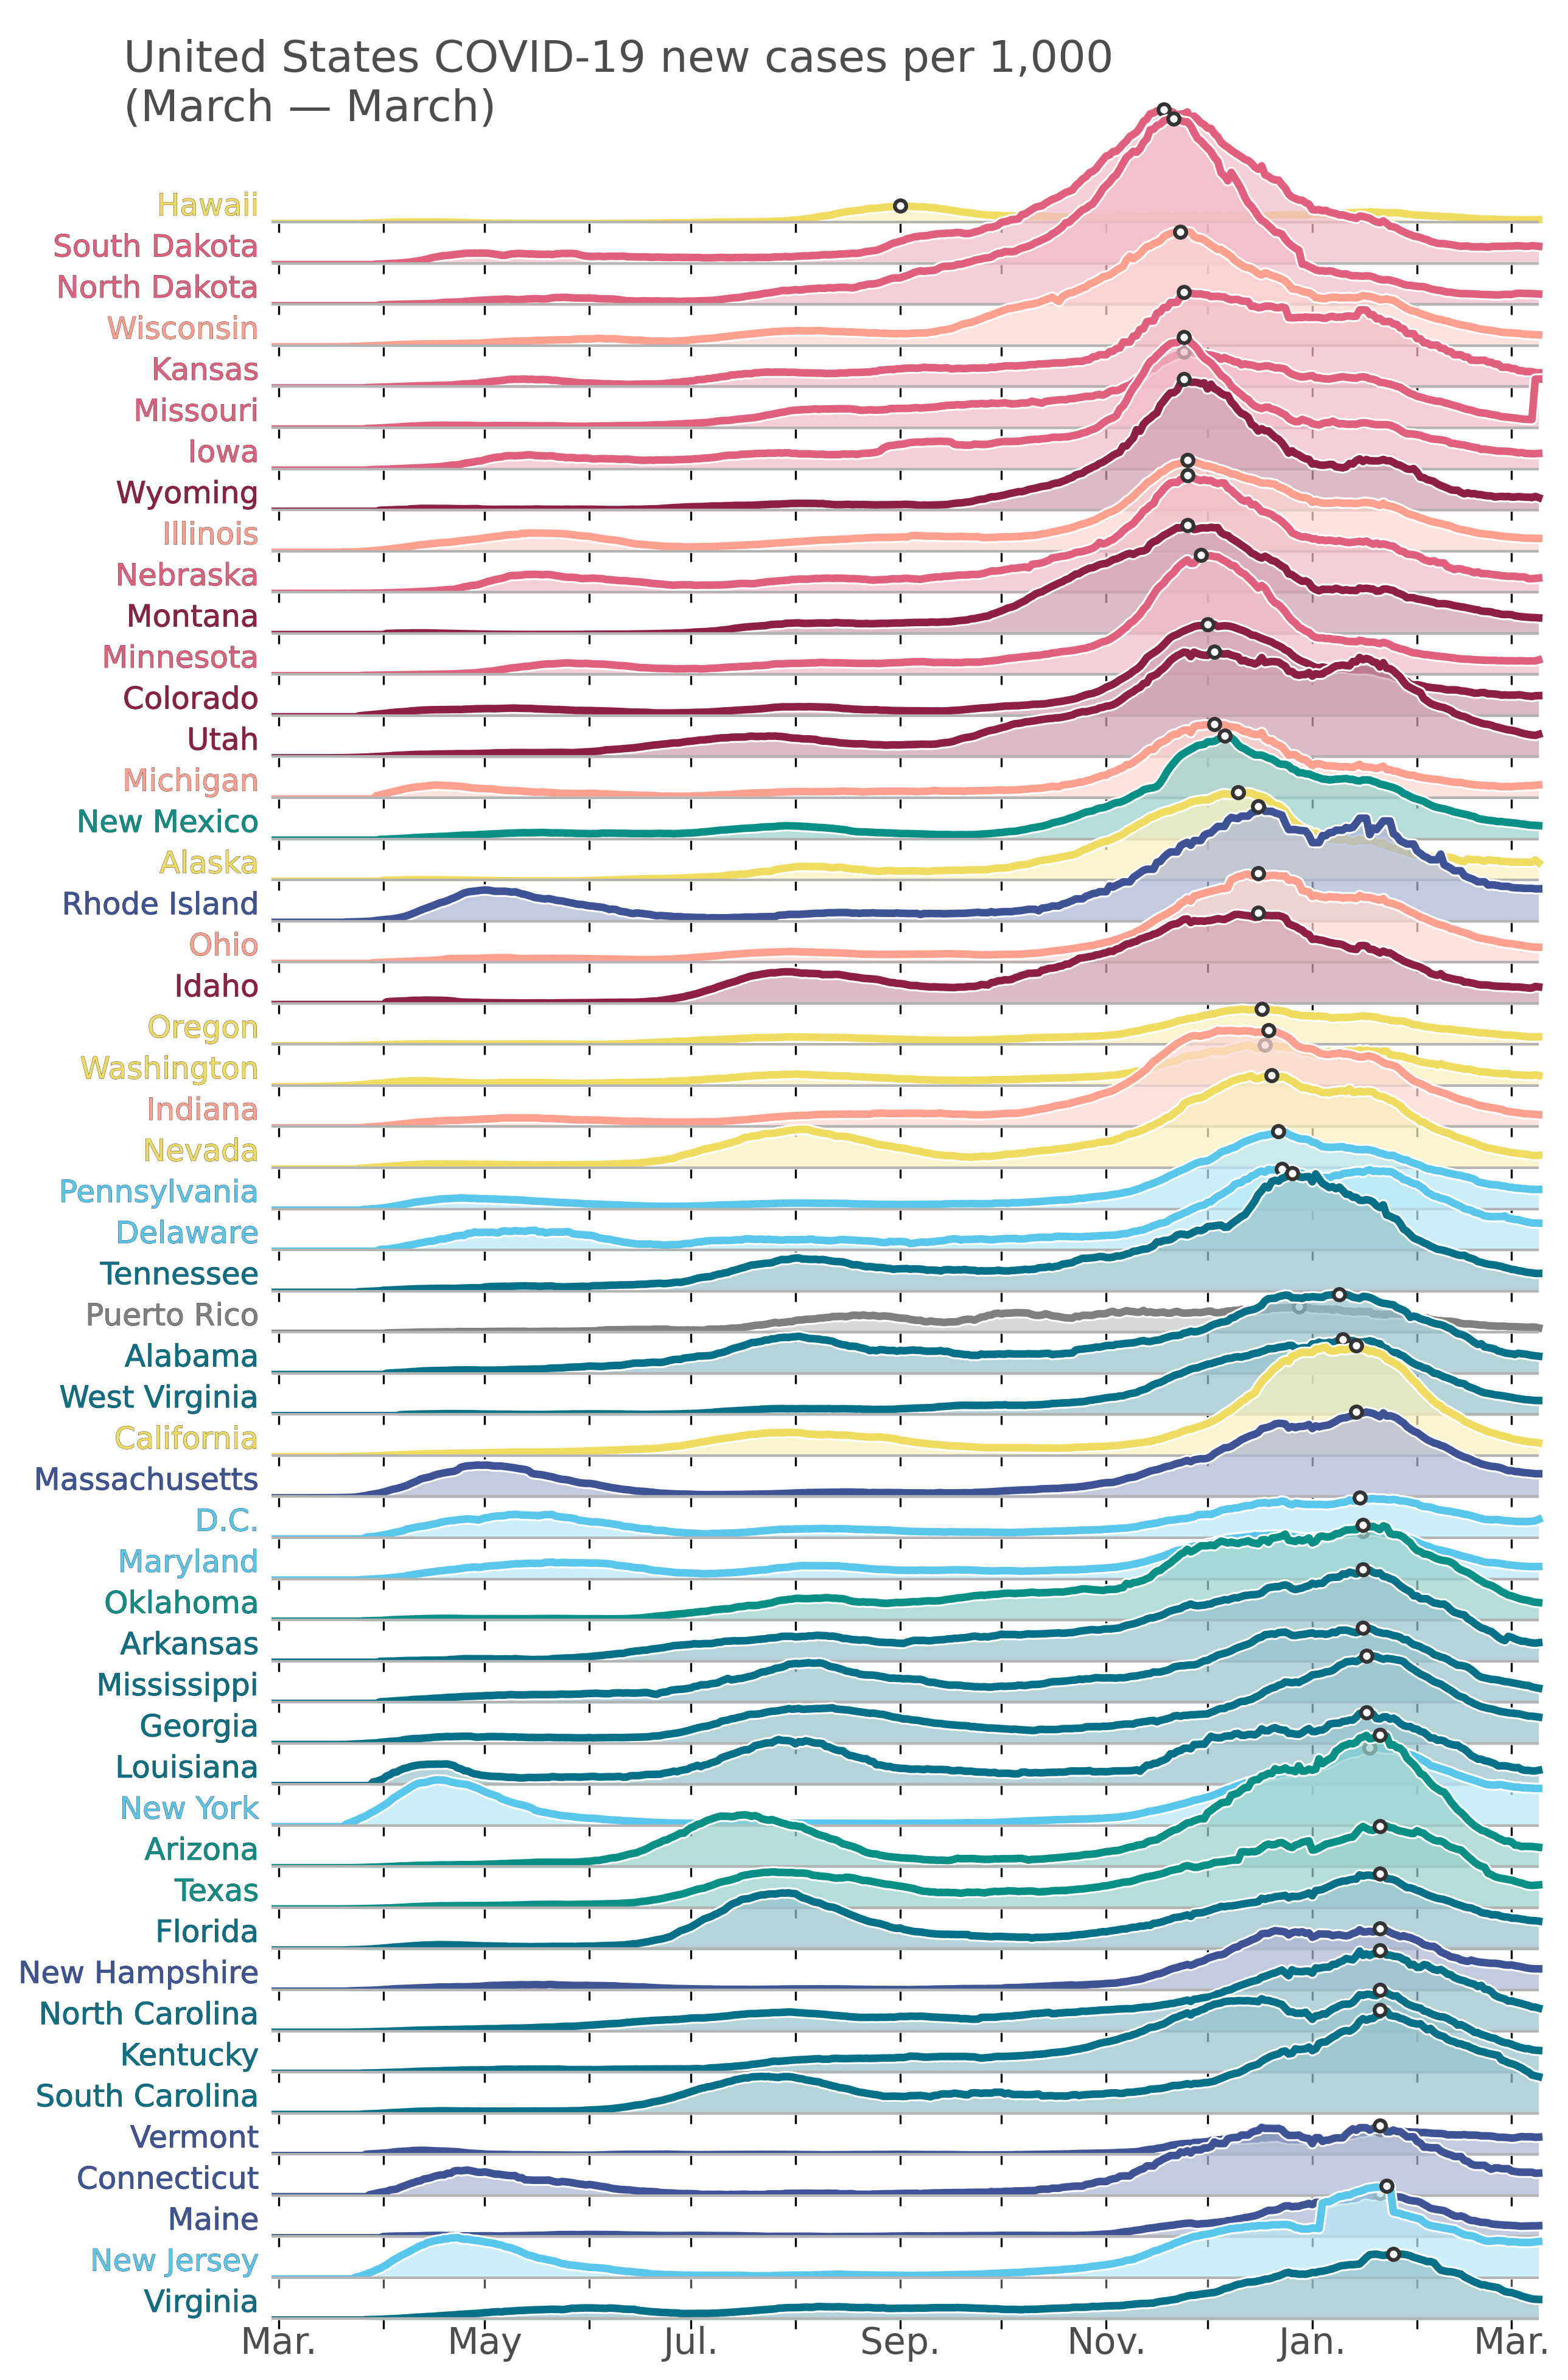 United States COVID-19 new cases per 1,000
(March — March)
Hawaii
South Dakota
North Dakota
Wisconsin
Kansas
Missouri
Iowa
Wyoming
Illinois
Nebraska
Montana
Minnesota
Colorado
Utah
Michigan
New Mexico
Alaska
Rhode Island
Ohio
Idaho
Oregon
Washington
Indiana
Nevada
Pennsylvania
Delaware
Tennessee
Puerto Rico
Alabama
West Virginia
California
Massachusetts
D.C.
Maryland
Oklahoma
Arkansas
Mississippi
Georgia
Louisiana
New York
Arizona
Texas
Florida
New Hampshire
North Carolina
Kentucky
South Carolina
Vermont
Connecticut
Maine
New Jersey
Virginia
Mar. May Jul. Sep. Nov. Jan. Mar.